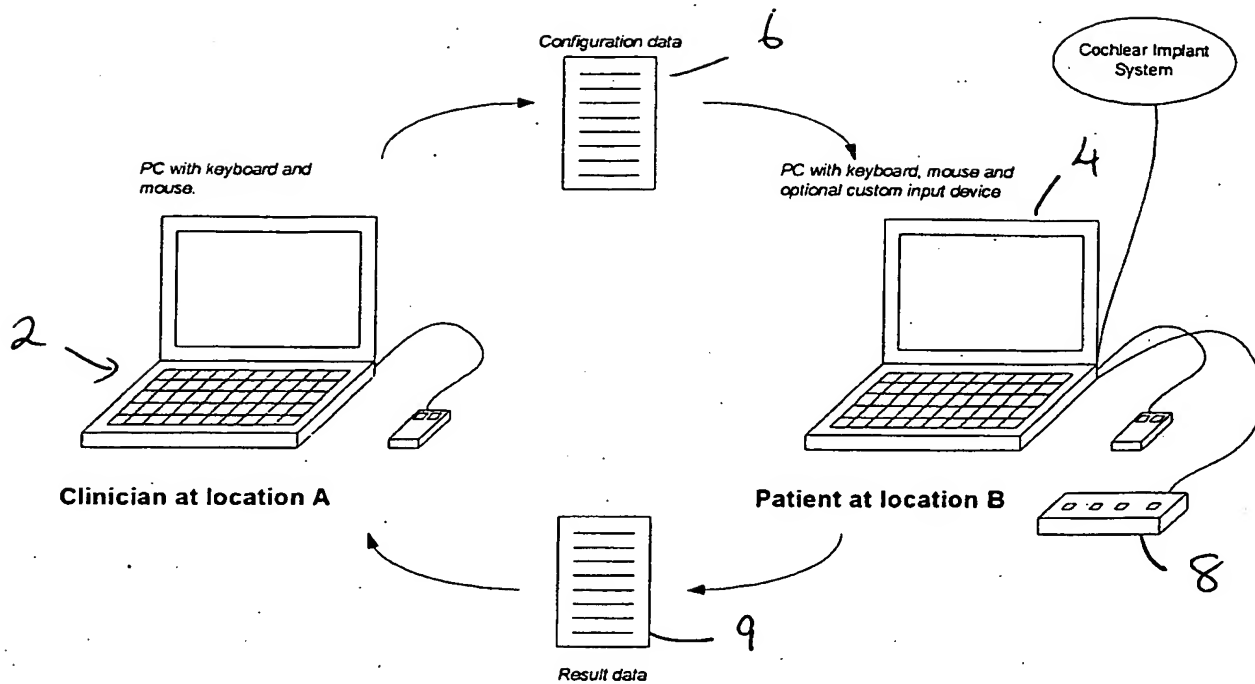 Configuration data
6
Cochlear Implant
System
PC with keyboard and
mouse.
PC with keyboard, mouse and
optional custom input device
4
2
Clinician at location A
Patient at location B
8
9
Result data